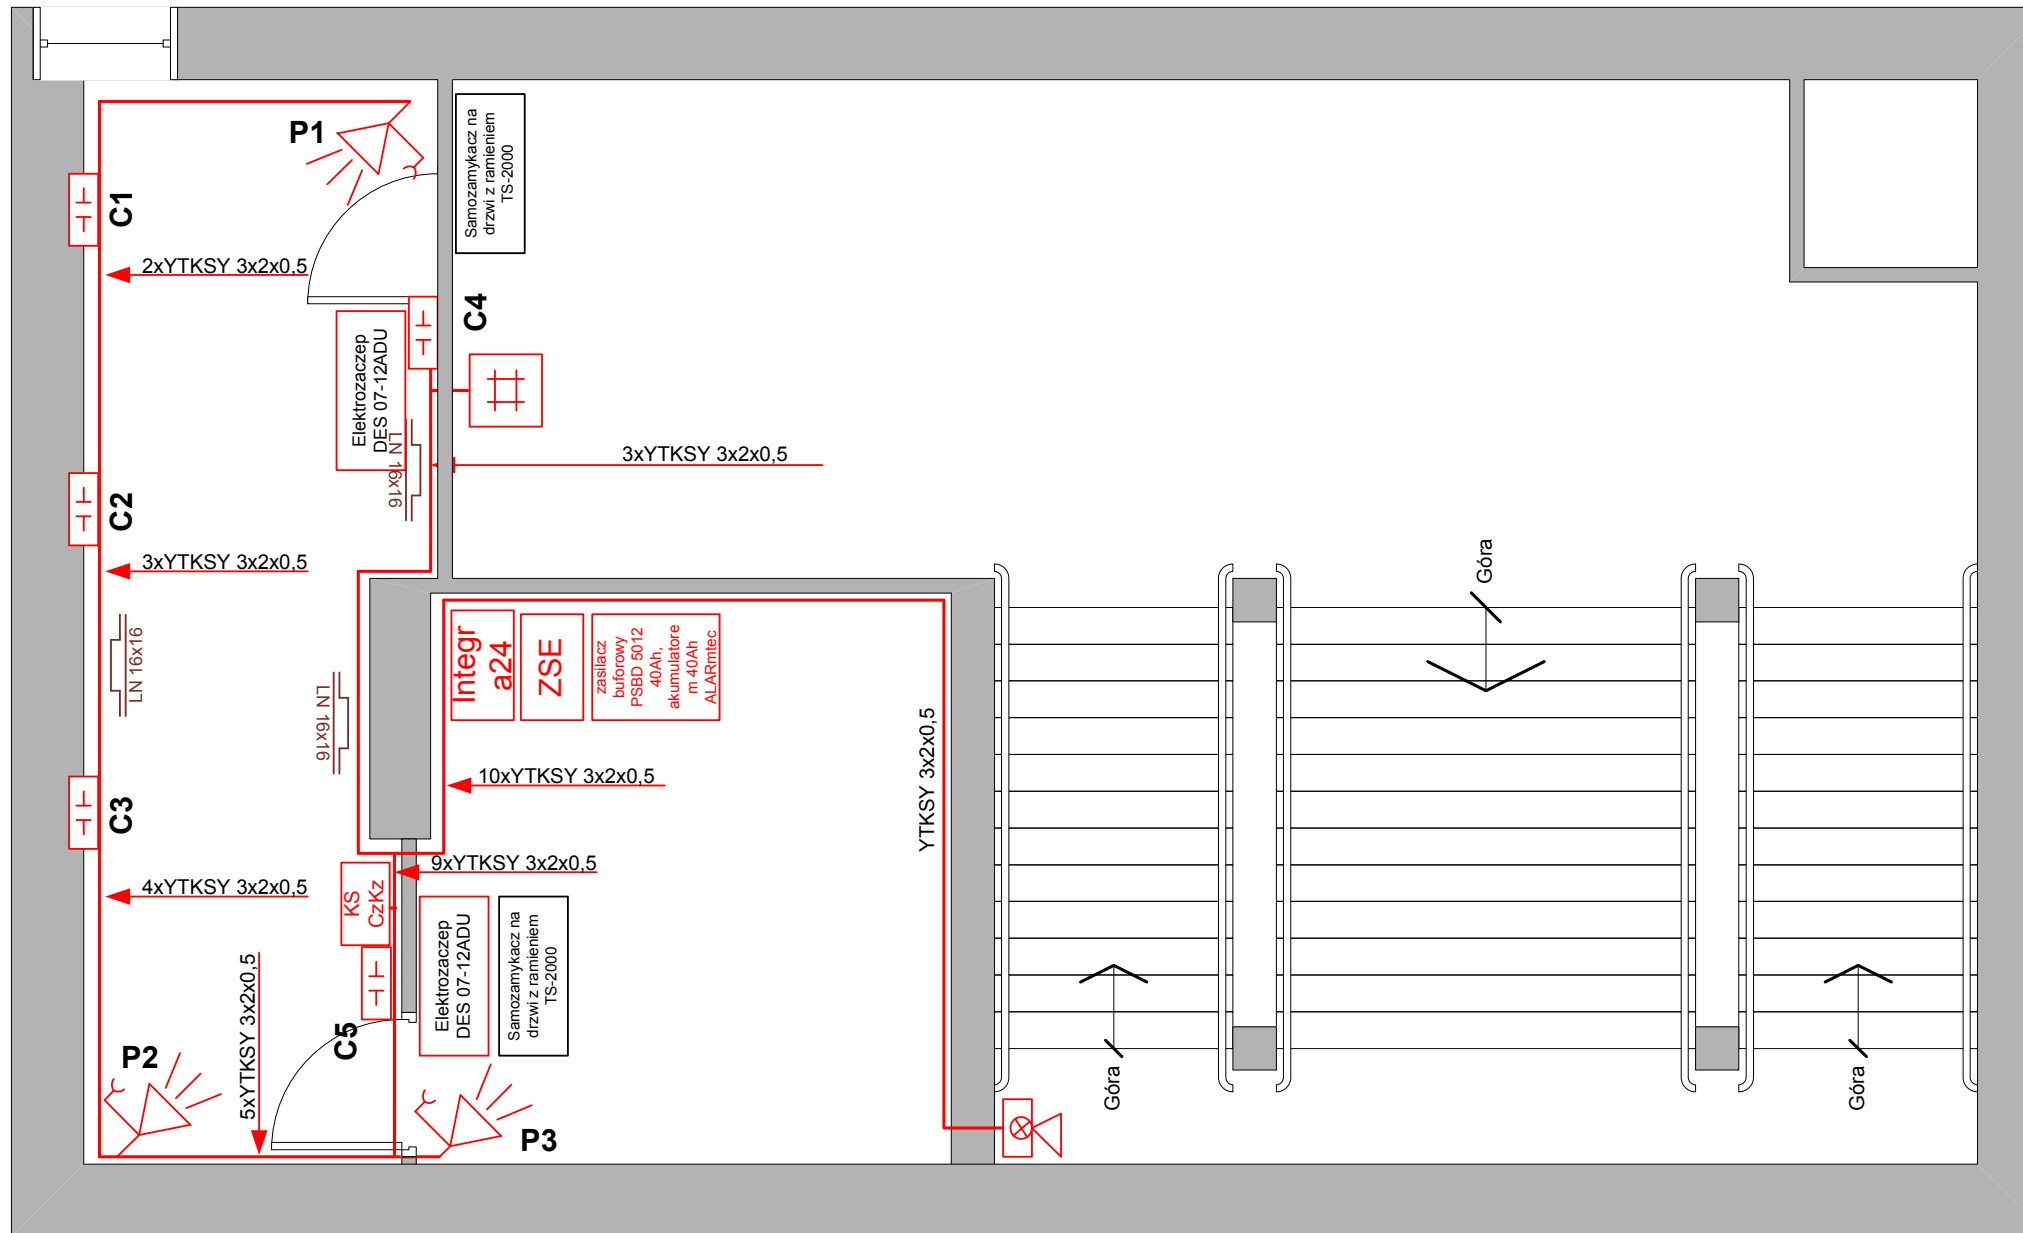 P1
Samozamykacz na
drzwi z ramieniem
TS-2000
C1
2xYTKSY 3x2x0,5
C4
Elektrozaczep
DES 07-12ADU
LN 16x16
3xYTKSY 3x2x0,5
C2
3xYTKSY 3x2x0,5
Góra
LN 16x16
LN 16x16
Integr
a24
ZSE
zasilacz
buforowy
PSBD 5012
40Ah,
akumulatore
m 40Ah
ALARmtec
YTKSY 3x2x0,5
10xYTKSY 3x2x0,5
C3
9xYTKSY 3x2x0,5
4xYTKSY 3x2x0,5
KS
CzKz
Elektrozaczep
DES 07-12ADU
Samozamykacz na
drzwi z ramieniem
TS-2000
5xYTKSY 3x2x0,5
C5
P2
P3
Góra
Góra